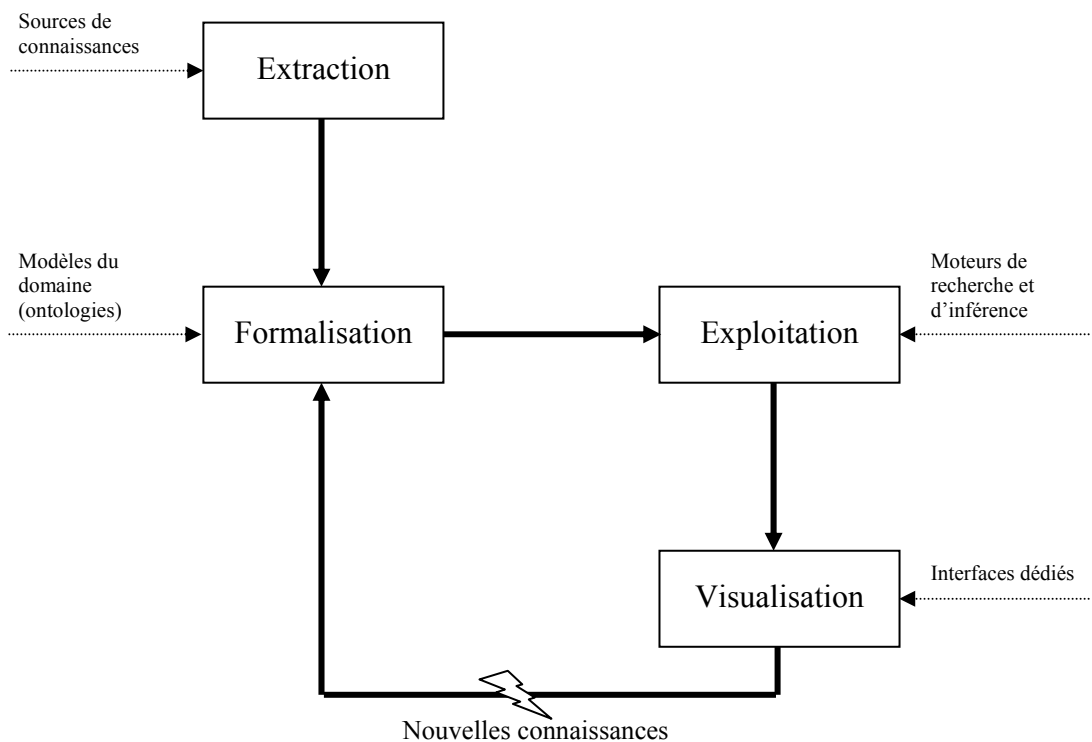 Sources de
connaissances
Extraction
Modèles du
domaine
(ontologies)
Formalisation
Exploitation
Moteurs de
recherche et
d’inférence
Visualisation
Interfaces dédiés
Nouvelles connaissances